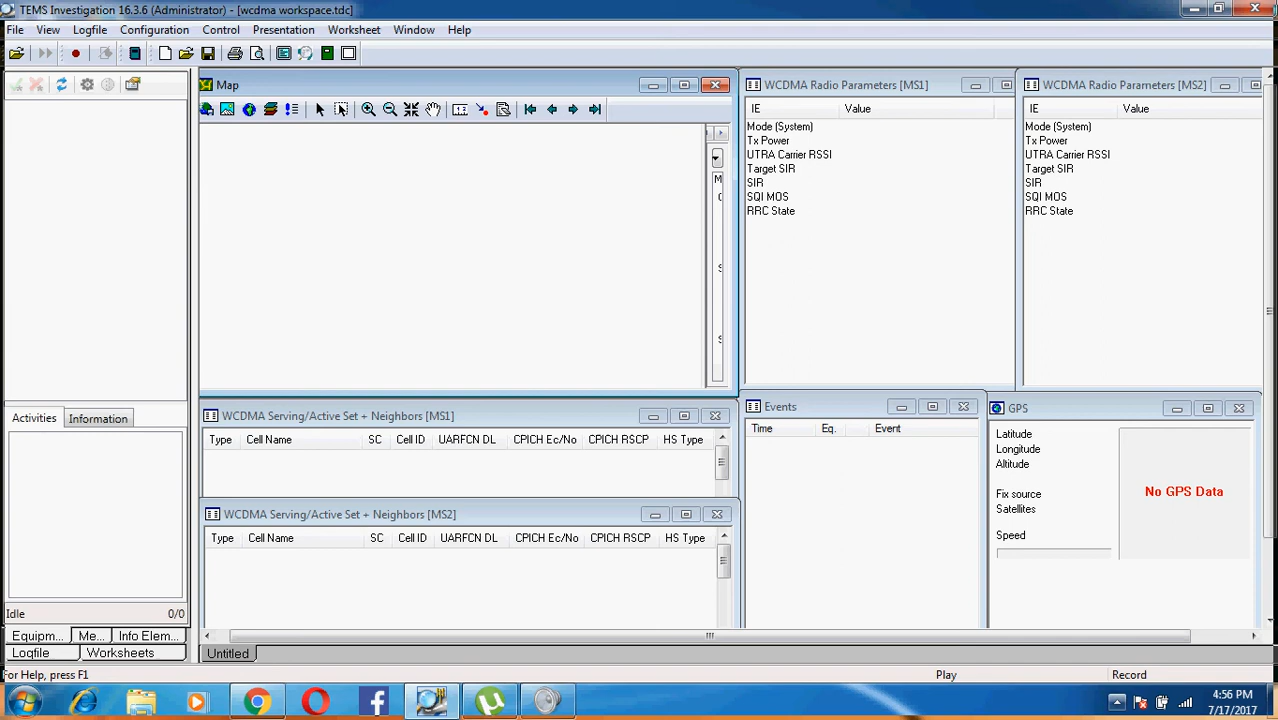 TEMS Investigation 16.3.6 (Administrator) - [wcdma workspace.tdc]
File View Logfile Configuration Control Presentation Worksheet Window Help
Map
WCDMA Radio Parameters [MS1]
IE Value
Mode (System)
Tx Power
UTRA Carrier RSSI
Target SIR
SIR
SQI MOS
RRC State
WCDMA Radio Parameters [MS2]
IE Value
Mode (System)
Tx Power
UTRA Carrier RSSI
Target SIR
SIR
SQI MOS
RRC State
Activities Information
Idle 0/0
Equipm... Me... Info Elem...
Logfile Worksheets
WCDMA Serving/Active Set + Neighbors [MS1]
Type Cell Name SC Cell ID UARFCN DL CPICH Ec/No CPICH RSCP HS Type
WCDMA Serving/Active Set + Neighbors [MS2]
Type Cell Name SC Cell ID UARFCN DL CPICH Ec/No CPICH RSCP HS Type
Events
Time Eq. Event
GPS
Latitude
Longitude
Altitude
Fix source
Satellites
Speed
No GPS Data
Untitled
For Help, press F1 Play Record
4:56 PM
7/17/2017